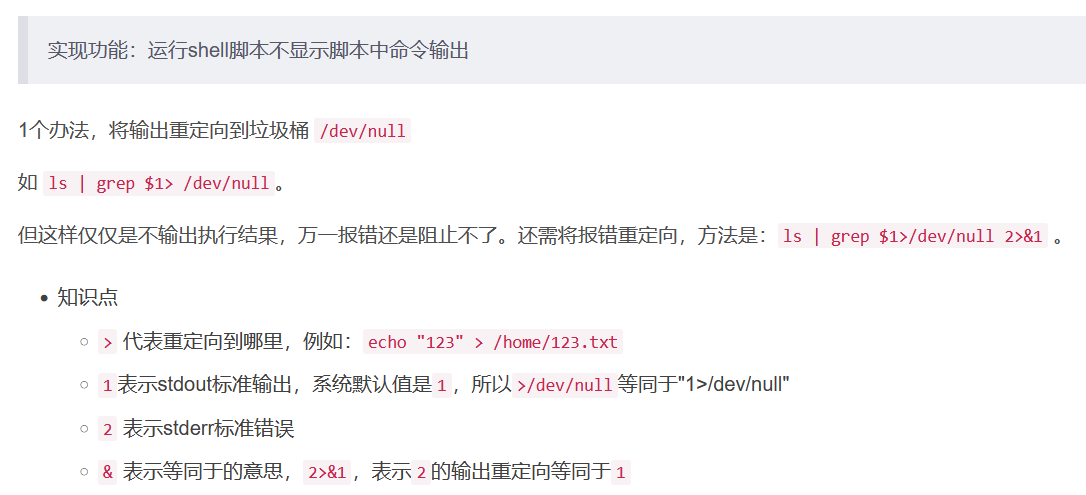 实现功能：运行shell脚本不显示脚本中命令输出
1个办法，将输出重定向到垃圾桶 /dev/null
如 ls | grep $1> /dev/null。
但这样仅仅是不输出执行结果，万一报错还是阻止不了。还需将报错重定向，方法是：ls | grep $1>/dev/null 2>&1 。
• 知识点
○ > 代表重定向到哪里，例如：echo "123" > /home/123.txt
○ 1表示stdout标准输出，系统默认值是1，所以>/dev/null等同于"1>/dev/null"
○ 2 表示stderr标准错误
○ & 表示等同于的意思，2>&1，表示2的输出重定向等同于1